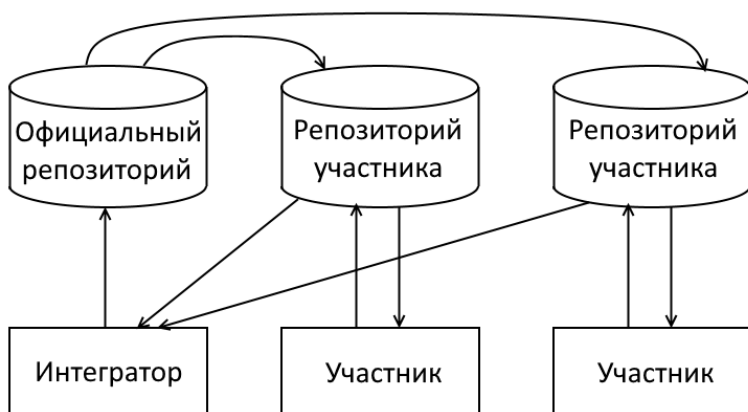 Официальный
репозиторий
Репозиторий
участника
Репозиторий
участника
Интегратор
Участник
Участник